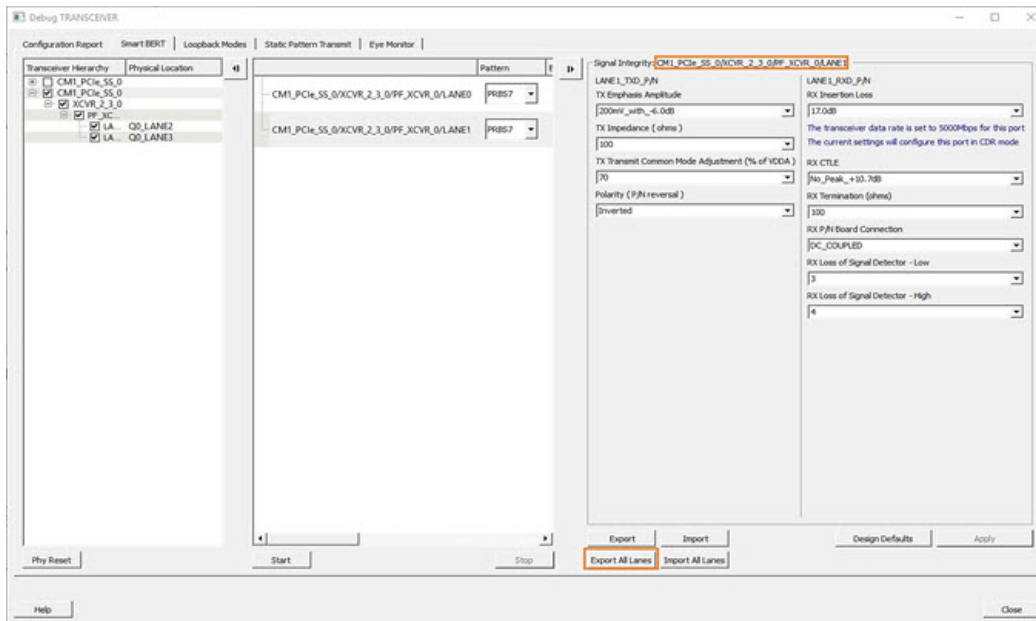 Debug TRANSCEIVER
Configuration Report
Smart BERT
Loopback Modes
Static Pattern Transmit
Eye Monitor
Transceiver Hierarchy
Physical Location
CM1_PCIe_SS_0
CM1_PCIe_SS_0
XCVR_2_3_0
PF_XC...
LA... Q0_LANE2
LA... Q0_LANE3
Phy Reset
Pattern
CM1_PCIe_SS_0/XCVR_2_3_0/PF_XCVR_0/LANE0 PRBS7
CM1_PCIe_SS_0/XCVR_2_3_0/PF_XCVR_0/LANE1 PRBS7
Start
Stop
Signal Integrity: CM1_PCIe_SS_0/XCVR_2_3_0/PF_XCVR_0/LANE1
LANE1_TXD_P/N
TX Emphasis Amplitude
200mV_with_-6.0dB
TX Impedance ( ohms )
100
TX Transmit Common Mode Adjustment (% of VDDA )
70
Polarity ( P/N reversal )
Inverted
LANE1_RXD_P/N
RX Insertion Loss
17.0dB
The transceiver data rate is set to 5000Mbps for this port
The current settings will configure this port in CDR mode
RX CTLE
No_Peak_+10.7dB
RX Termination (ohms)
100
RX P/N Board Connection
DC_COUPLED
RX Loss of Signal Detector - Low
3
RX Loss of Signal Detector - High
4
Export
Import
Design Defaults
Apply
Export All Lanes
Import All Lanes
Help
Close